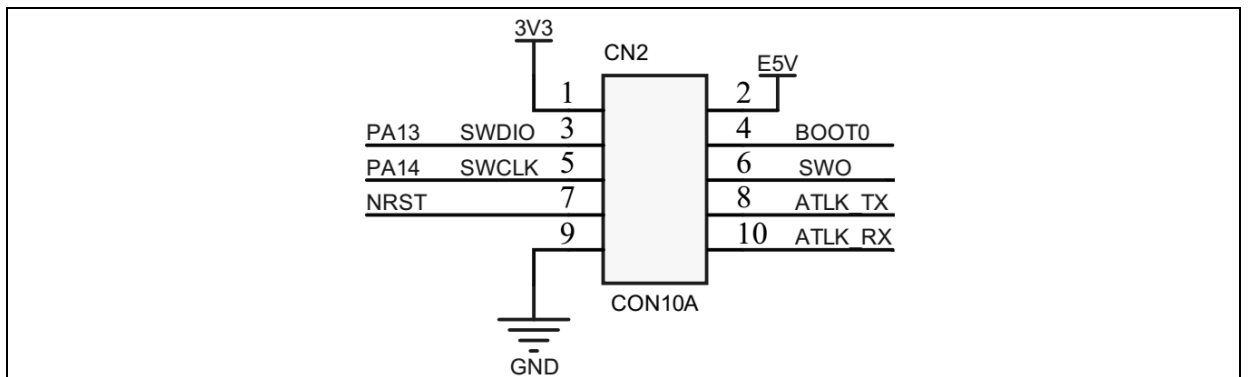 3V3
CN2
E5V
1 2
PA13 SWDIO 3 4 BOOT0
PA14 SWCLK 5 6 SWO
NRST 7 8 ATLK_TX
9 10 ATLK_RX
CON10A
GND